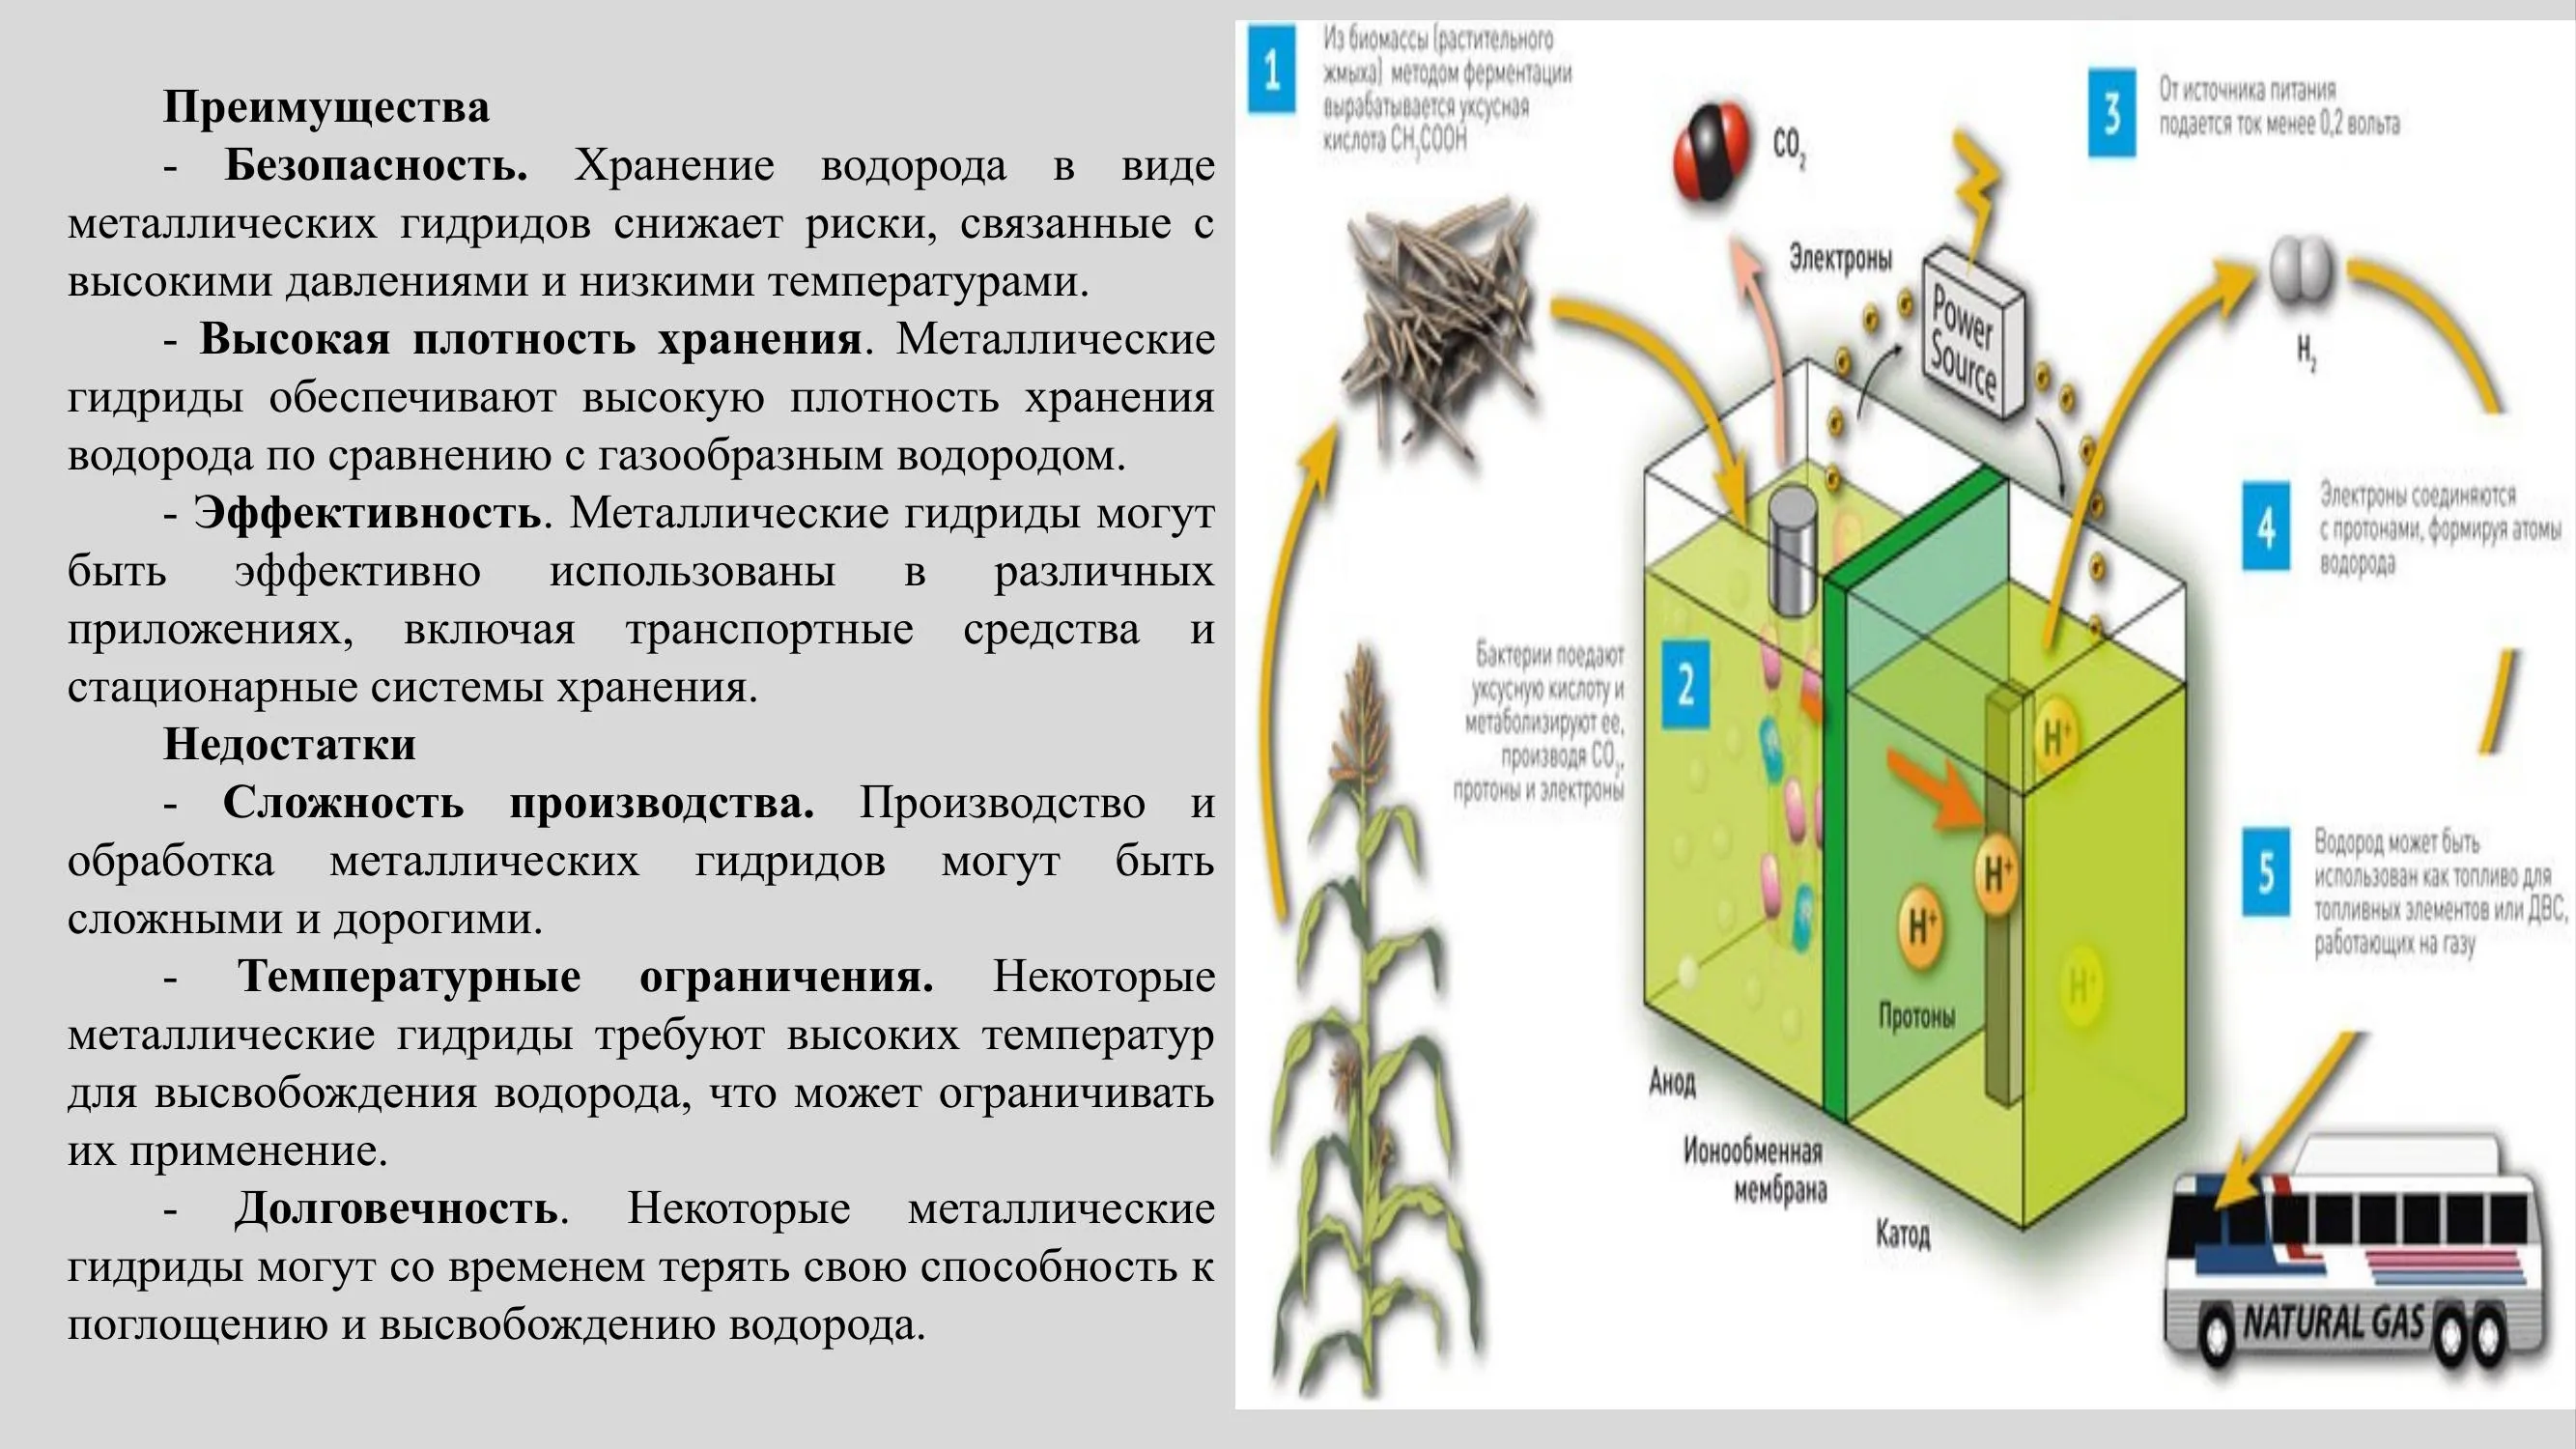 Преимущества
- Безопасность. Хранение водорода в виде
металлических гидридов снижает риски, связанные с
высокими давлениями и низкими температурами.
- Высокая плотность хранения. Металлические
гидриды обеспечивают высокую плотность хранения
водорода по сравнению с газообразным водородом.
- Эффективность. Металлические гидриды могут
быть эффективно использованы в различных
приложениях, включая транспортные средства и
стационарные системы хранения.
Недостатки
- Сложность производства. Производство и
обработка металлических гидридов могут быть
сложными и дорогими.
- Температурные ограничения. Некоторые
металлические гидриды требуют высоких температур
для высвобождения водорода, что может ограничивать
их применение.
- Долговечность. Некоторые металлические
гидриды могут со временем терять свою способность к
поглощению и высвобождению водорода.
1
Из биомассы (растительного
жмыха) методом ферментации
вырабатывается уксусная
кислота CH₃COOH
CO₂
Электроны
Power
Source
3
От источника питания
подается ток менее 0,2 вольта
H₂
4
Электроны соединяются
с протонами, формируя атомы
водорода
2
Бактерии поедают
уксусную кислоту и
метаболизируют ее,
производя CO₂,
протоны и электроны
H⁺
H⁺
H⁺
H⁺
Протоны
Анод
Ионообменная
мембрана
Катод
5
Водород может быть
использован как топливо для
топливных элементов или ДВС,
работающих на газу
NATURAL GAS